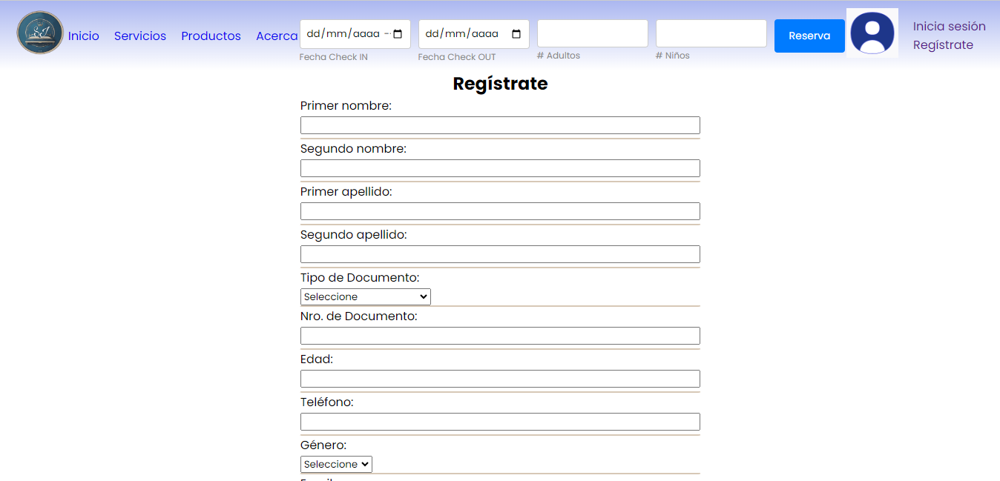 Inicio Servicios Productos Acerca dd/mm/aaaa dd/mm/aaaa Reserva Inicia sesión
Fecha Check IN Fecha Check OUT # Adultos # Niños Regístrate
Regístrate
Primer nombre:
Segundo nombre:
Primer apellido:
Segundo apellido:
Tipo de Documento:
Seleccione
Nro. de Documento:
Edad:
Teléfono:
Género:
Seleccione